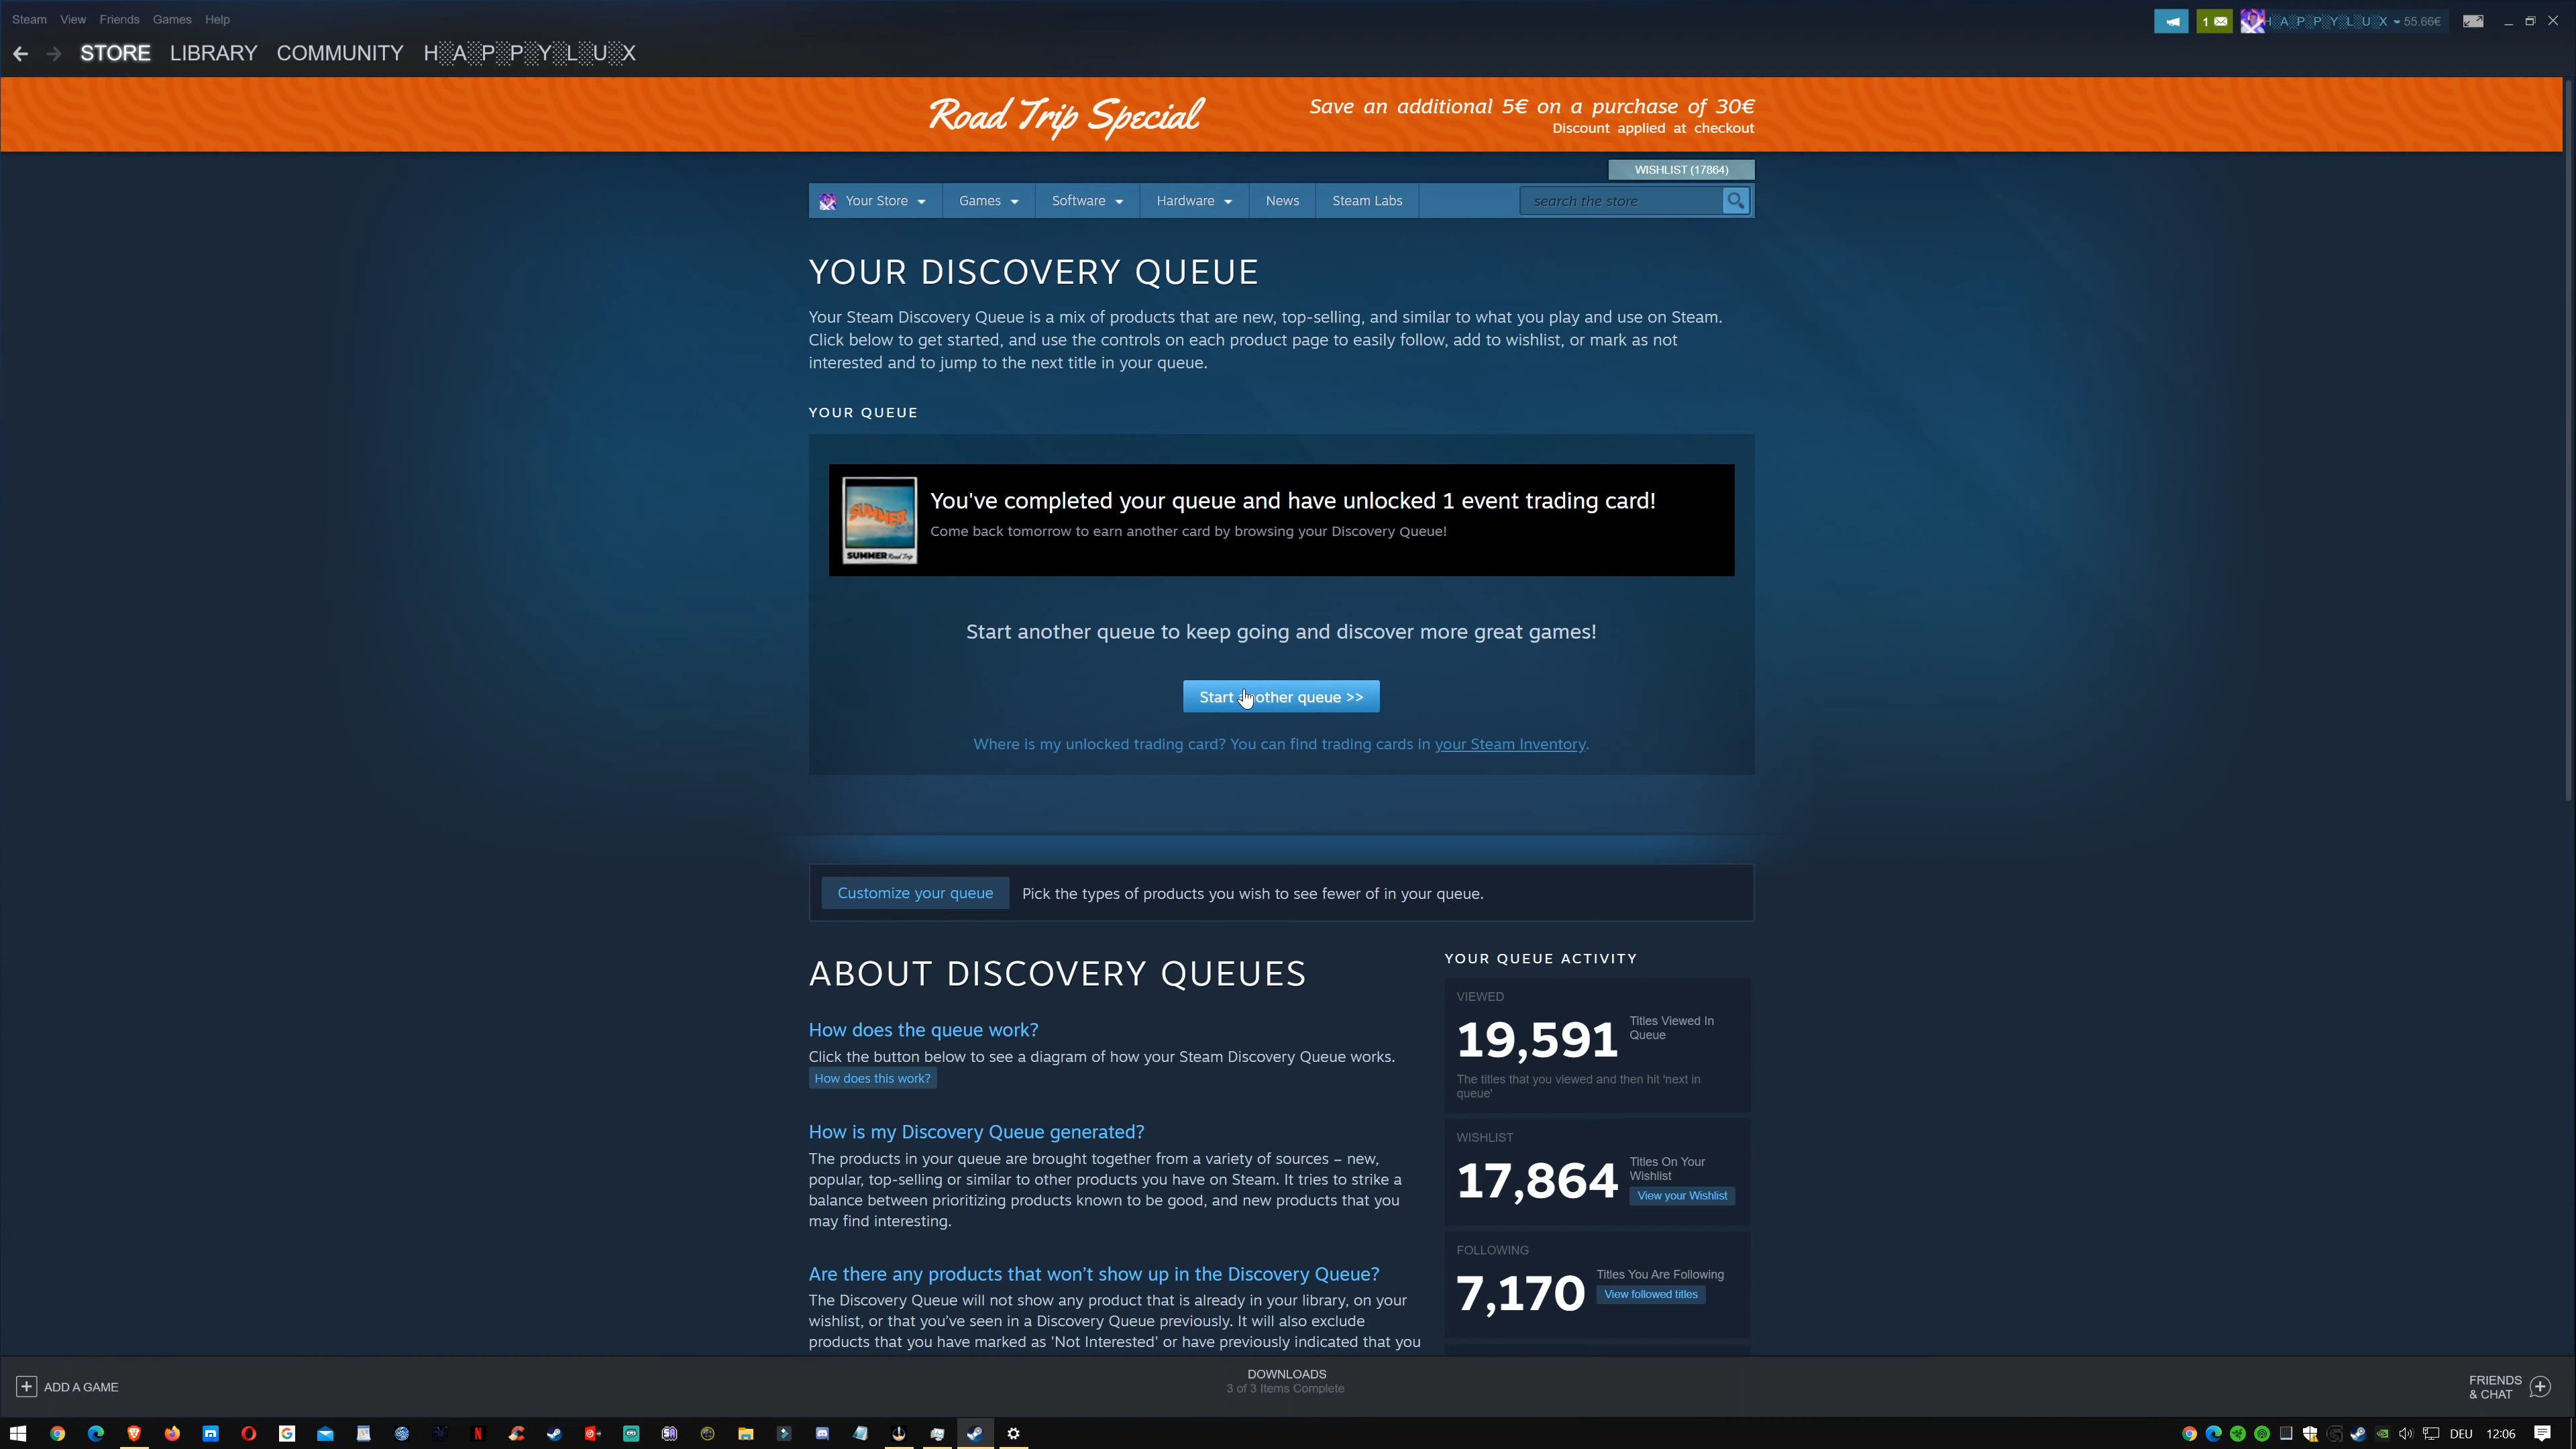 Steam View Friends Games Help
1 H░A░P░P░Y░L░U░X 55.66€
STORE LIBRARY COMMUNITY H░A░P░P░Y░L░U░X
Road Trip Special
Save an additional 5€ on a purchase of 30€
Discount applied at checkout
WISHLIST (17864)
Your Store Games Software Hardware News Steam Labs search the store
YOUR DISCOVERY QUEUE
Your Steam Discovery Queue is a mix of products that are new, top-selling, and similar to what you play and use on Steam.
Click below to get started, and use the controls on each product page to easily follow, add to wishlist, or mark as not
interested and to jump to the next title in your queue.
YOUR QUEUE
SUMMER
SUMMER Road Trip
You've completed your queue and have unlocked 1 event trading card!
Come back tomorrow to earn another card by browsing your Discovery Queue!
Start another queue to keep going and discover more great games!
Start another queue >>
Where is my unlocked trading card? You can find trading cards in your Steam Inventory.
Customize your queue Pick the types of products you wish to see fewer of in your queue.
ABOUT DISCOVERY QUEUES
How does the queue work?
Click the button below to see a diagram of how your Steam Discovery Queue works.
How does this work?
How is my Discovery Queue generated?
The products in your queue are brought together from a variety of sources – new,
popular, top-selling or similar to other products you have on Steam. It tries to strike a
balance between prioritizing products known to be good, and new products that you
may find interesting.
Are there any products that won't show up in the Discovery Queue?
The Discovery Queue will not show any product that is already in your library, on your
wishlist, or that you've seen in a Discovery Queue previously. It will also exclude
products that you have marked as 'Not Interested' or have previously indicated that you
YOUR QUEUE ACTIVITY
VIEWED
19,591 Titles Viewed In
Queue
The titles that you viewed and then hit 'next in
queue'
WISHLIST
17,864 Titles On Your
Wishlist
View your Wishlist
FOLLOWING
7,170 Titles You Are Following
View followed titles
ADD A GAME
DOWNLOADS
3 of 3 Items Complete
FRIENDS
& CHAT
DEU 12:06